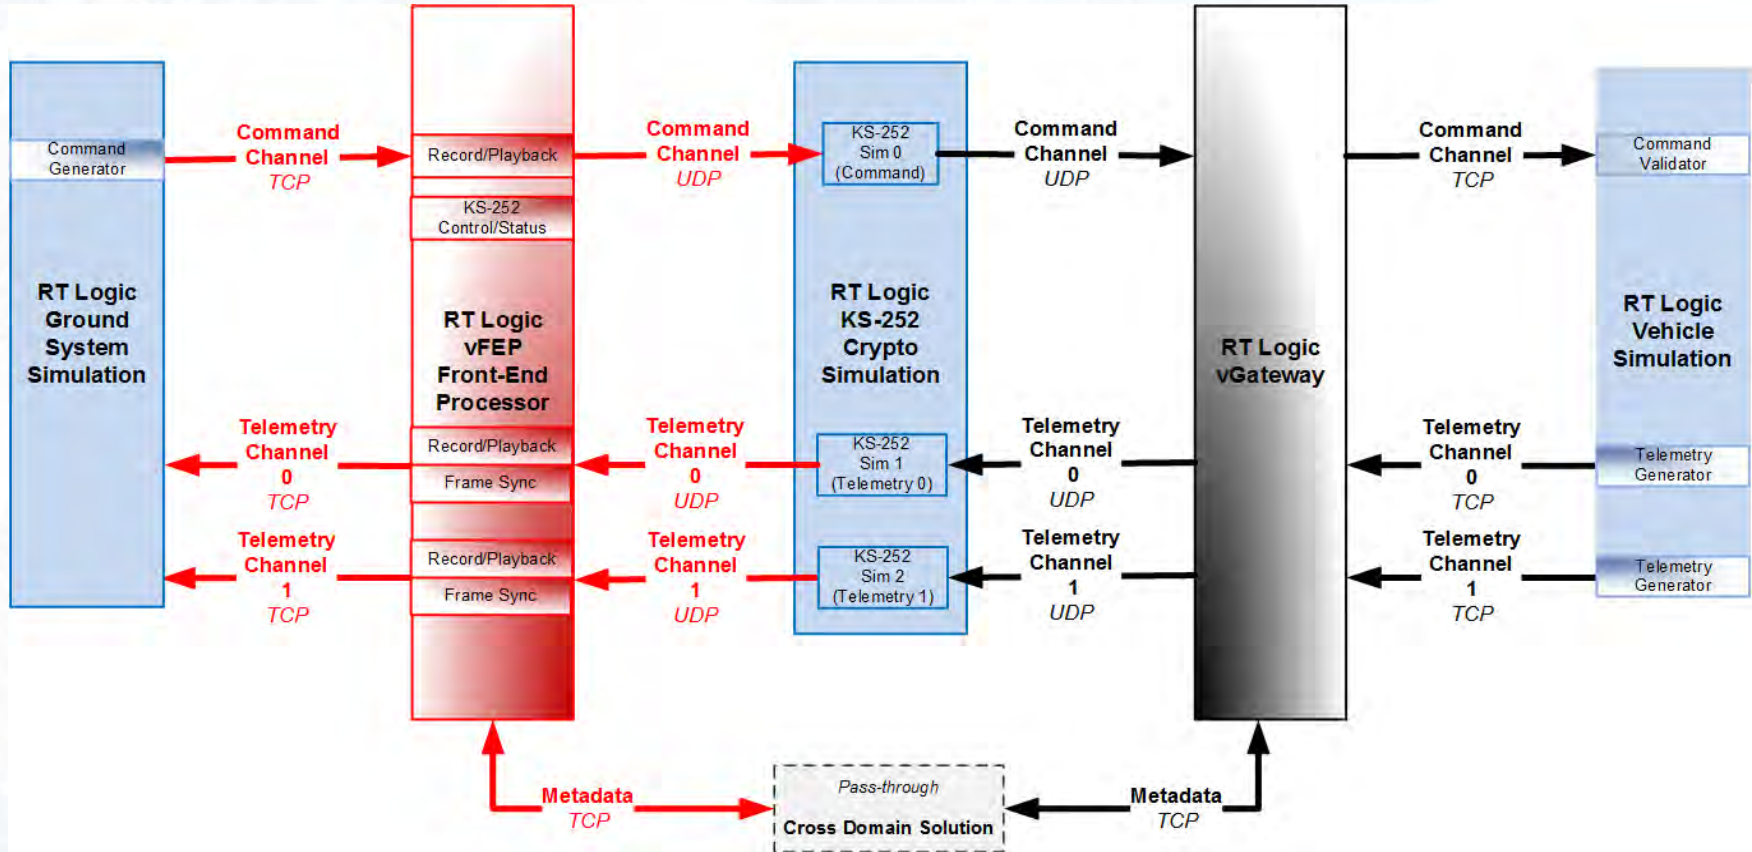 Command
Generator
RT Logic
Ground
System
Simulation
Command
Channel
TCP
Telemetry
Channel
0
TCP
Telemetry
Channel
1
TCP
Record/Playback
KS-252
Control/Status
RT Logic
vFEP
Front-End
Processor
Record/Playback
Frame Sync
Record/Playback
Frame Sync
Command
Channel
UDP
Telemetry
Channel
0
UDP
Telemetry
Channel
1
UDP
KS-252
Sim 0
(Command)
RT Logic
KS-252
Crypto
Simulation
KS-252
Sim 1
(Telemetry 0)
KS-252
Sim 2
(Telemetry 1)
Command
Channel
UDP
Telemetry
Channel
0
UDP
Telemetry
Channel
1
UDP
RT Logic
vGateway
Command
Channel
TCP
Telemetry
Channel
0
TCP
Telemetry
Channel
1
TCP
Command
Validator
RT Logic
Vehicle
Simulation
Telemetry
Generator
Telemetry
Generator
Metadata
TCP
Pass-through
Cross Domain Solution
Metadata
TCP